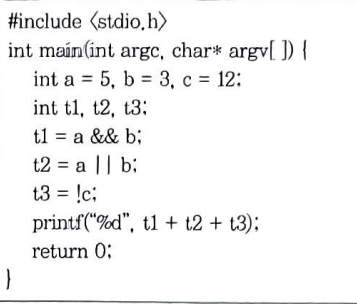 #include <stdio.h>
int main(int argc, char* argv[ ]) {
int a = 5, b = 3, c = 12;
int t1, t2, t3;
t1 = a && b;
t2 = a || b;
t3 = !c;
printf("%d", t1 + t2 + t3);
return 0;
}